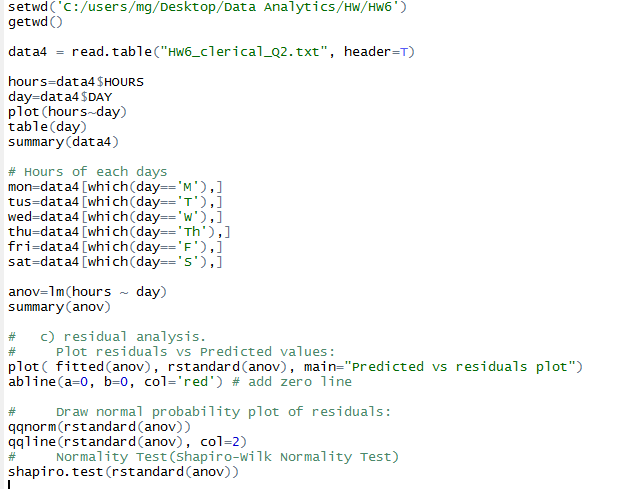 setwd('C:/users/mg/Desktop/Data Analytics/HW/HW6')
getwd()
data4 = read.table("HW6_clerical_Q2.txt", header=T)
hours=data4$HOURS
day=data4$DAY
plot(hours~day)
table(day)
summary(data4)
# Hours of each days
mon=data4[which(day=='M'),]
tus=data4[which(day=='T'),]
wed=data4[which(day=='W'),]
thu=data4[which(day=='Th'),]
fri=data4[which(day=='F'),]
sat=data4[which(day=='S'),]
anov=lm(hours ~ day)
summary(anov)
#   c) residual analysis.
#     Plot residuals vs Predicted values:
plot( fitted(anov), rstandard(anov), main="Predicted vs residuals plot")
abline(a=0, b=0, col='red') # add zero line
#     Draw normal probability plot of residuals:
qqnorm(rstandard(anov))
qqline(rstandard(anov), col=2)
#     Normality Test(Shapiro-Wilk Normality Test)
shapiro.test(rstandard(anov))